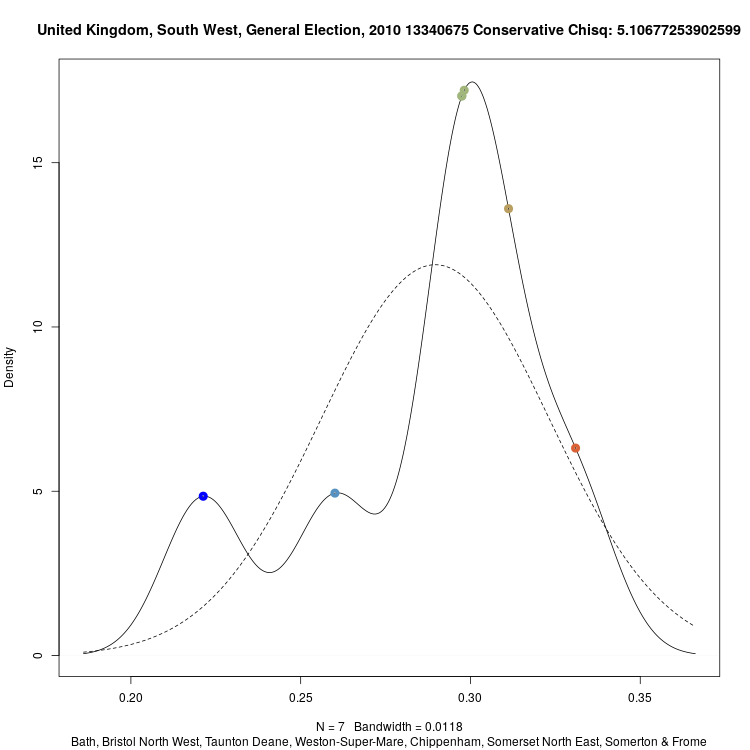 United Kingdom, South West, General Election, 2010 13340675 Conservative Chisq: 5.10677253902599
Density
15
10
5
0
0.20 0.25 0.30 0.35
N = 7 Bandwidth = 0.0118
Bath, Bristol North West, Taunton Deane, Weston-Super-Mare, Chippenham, Somerset North East, Somerton & Frome